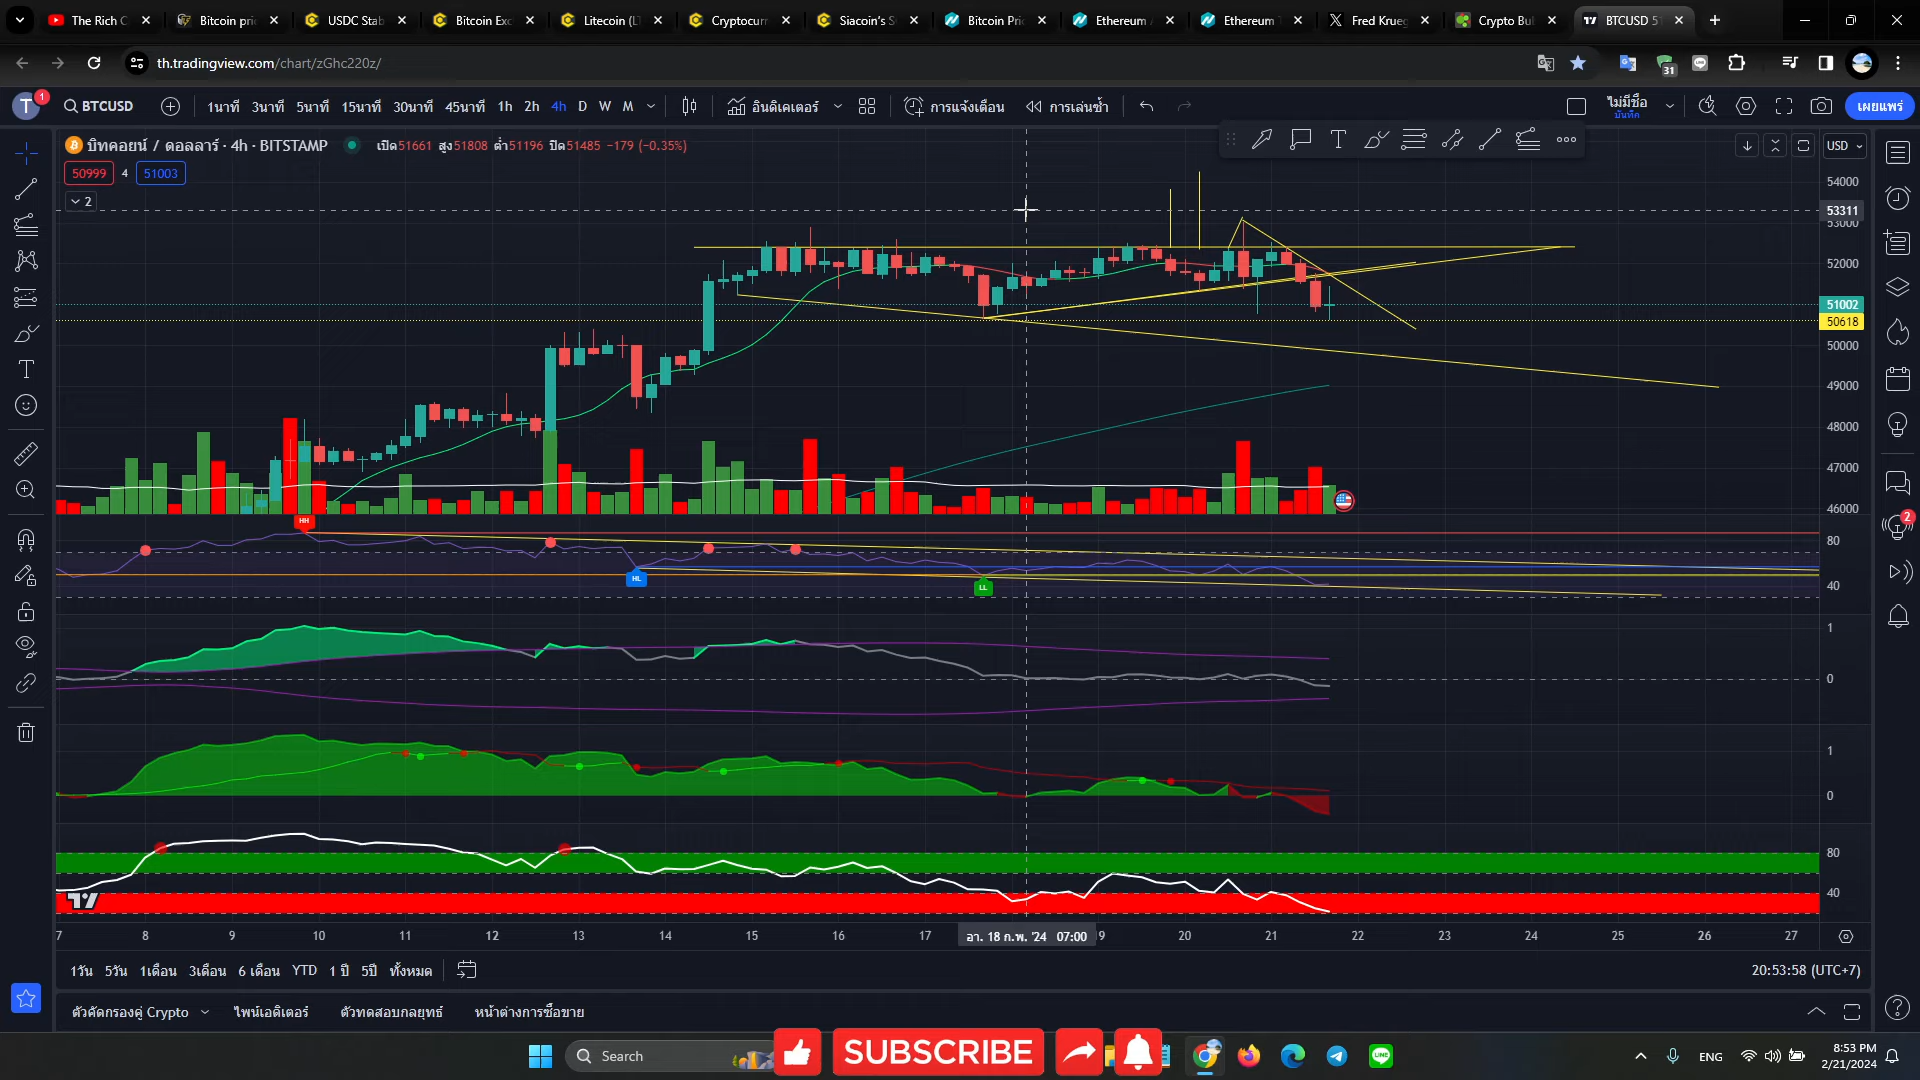 The Rich C
Bitcoin pri
USDC Stab
Bitcoin Exc
Litecoin (LT
Cryptocurr
Siacoin's S
Bitcoin Pric
Ethereum
Ethereum T
Fred Krueg
Crypto Bul
BTCUSD 51
th.tradingview.com/chart/zGhc220z/
31
T
1
BTCUSD
1นาที
3นาที
5นาที
15นาที
30นาที
45นาที
1h
2h
4h
D
W
M
อินดิเคเตอร์
การแจ้งเตือน
การเล่นซ้ำ
ไม่มีชื่อ
บันทึก
เผยแพร่
บิทคอยน์ / ดอลลาร์ · 4h · BITSTAMP
เปิด51661 สูง51808 ต่ำ51196 ปิด51485 -179 (-0.35%)
50999
4
51003
2
USD
54000
53311
53000
52000
51002
50618
50000
49000
48000
47000
46000
HH
HL
LL
80
40
1
0
1
0
80
40
7
8
9
10
11
12
13
14
15
16
17
อา. 18 ก.พ. '24 07:00
19
20
21
22
23
24
25
26
27
1วัน
5วัน
1เดือน
3เดือน
6 เดือน
YTD
1 ปี
5ปี
ทั้งหมด
20:53:58 (UTC+7)
ตัวคัดกรองคู่ Crypto
ไพน์เอดิเตอร์
ตัวทดสอบกลยุทธ์
หน้าต่างการซื้อขาย
2
Search
SUBSCRIBE
LINE
ENG
8:53 PM
2/21/2024